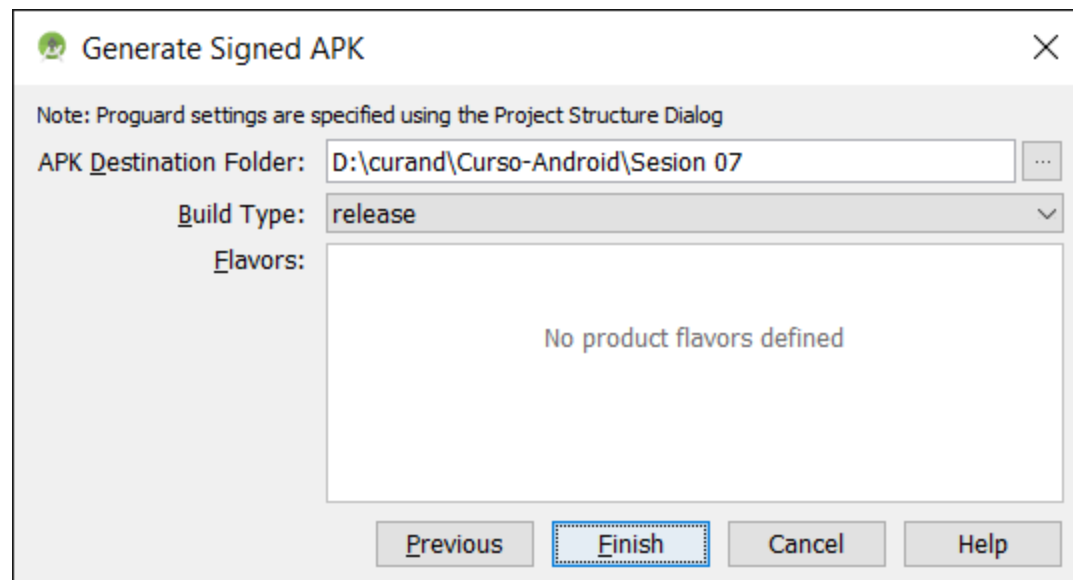 Generate Signed APK
Note: Proguard settings are specified using the Project Structure Dialog
APK Destination Folder: D:\curand\Curso-Android\Sesion 07 ...
Build Type: release
Flavors:
No product flavors defined
Previous Finish Cancel Help